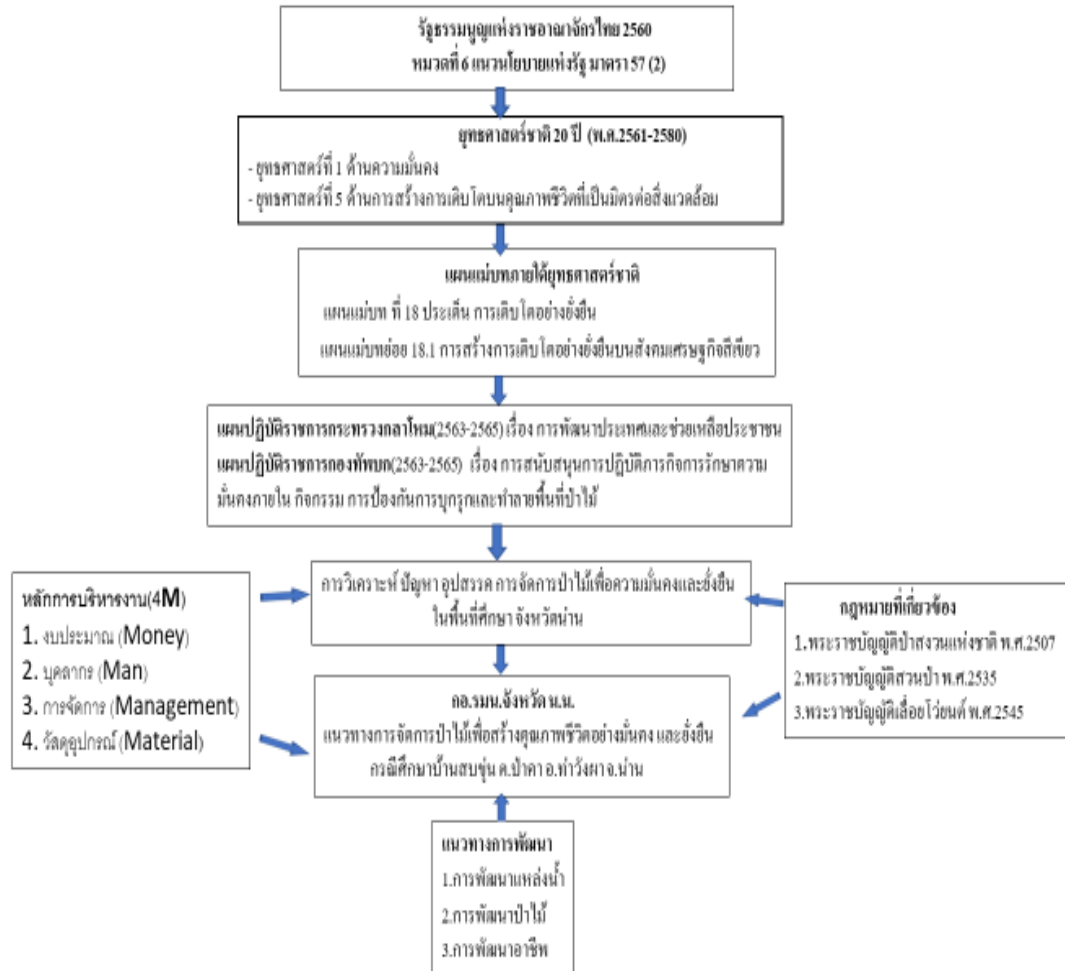 รัฐธรรมนูญแห่งราชอาณาจักรไทย 2560
หมวดที่ 6 แนวนโยบายแห่งรัฐ มาตรา 57 (2)
ยุทธศาสตร์ชาติ 20 ปี (พ.ศ.2561-2580)
- ยุทธศาสตร์ที่ 1 ด้านความมั่นคง
- ยุทธศาสตร์ที่ 5 ด้านการสร้างการเติบโตบนคุณภาพชีวิตที่เป็นมิตรต่อสิ่งแวดล้อม
แผนแม่บทภายใต้ยุทธศาสตร์ชาติ
แผนแม่บท ที่ 18 ประเด็น การเติบโตอย่างยั่งยืน
แผนแม่บทย่อย 18.1 การสร้างการเติบโตอย่างยั่งยืนบนสังคมเศรษฐกิจสีเขียว
แผนปฏิบัติราชการกระทรวงกลาโหม(2563-2565) เรื่อง การพัฒนาประเทศและช่วยเหลือประชาชน
แผนปฏิบัติราชการกองทัพบก(2563-2565) เรื่อง การสนับสนุนการปฏิบัติภารกิจการรักษาความ
มั่นคงภายใน กิจกรรม การป้องกันการบุกรุกและทำลายพื้นที่ป่าไม้
การวิเคราะห์ ปัญหา อุปสรรค การจัดการป่าไม้เพื่อความมั่นคงและยั่งยืน
ในพื้นที่ศึกษา จังหวัดน่าน
หลักการบริหารงาน(4M)
1. งบประมาณ (Money)
2. บุคลากร (Man)
3. การจัดการ (Management)
4. วัสดุอุปกรณ์ (Material)
กฎหมายที่เกี่ยวข้อง
1.พระราชบัญญัติป่าสงวนแห่งชาติ พ.ศ.2507
2.พระราชบัญญัติสวนป่า พ.ศ.2535
3.พระราชบัญญัติเลื่อยโซ่ยนต์ พ.ศ.2545
กอ.รมน.จังหวัด น.น.
แนวทางการจัดการป่าไม้เพื่อสร้างคุณภาพชีวิตอย่างมั่นคง และยั่งยืน
กรณีศึกษาบ้านสบขุ่น ต.ป่าคา อ.ท่าวังผา จ.น่าน
แนวทางการพัฒนา
1.การพัฒนาแหล่งน้ำ
2.การพัฒนาป่าไม้
3.การพัฒนาอาชีพ